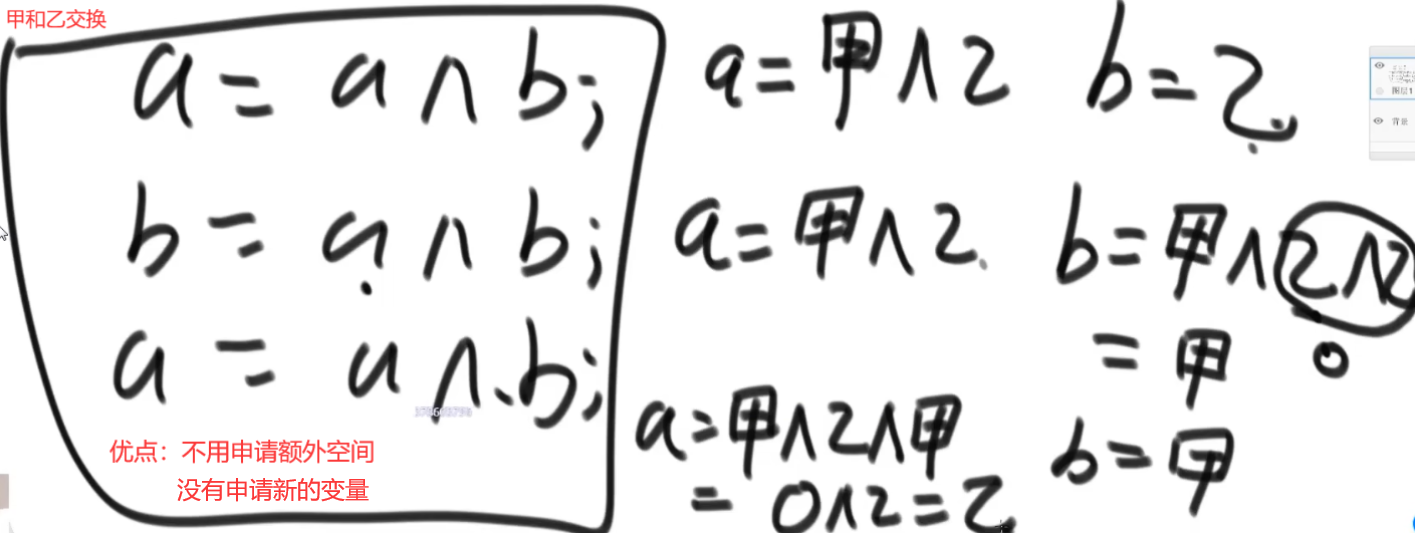 甲和乙交换
a = a ^ b;
b = a ^ b;
a = a ^ b;
优点：不用申请额外空间
没有申请新的变量
a = 甲 ^ 乙 b = 乙
a = 甲 ^ 乙 b = 甲 ^ 乙 ^ 乙
0
= 甲
b = 甲
a = 甲 ^ 乙 ^ 甲
= 0 ^ 乙 = 乙
图层1
背景